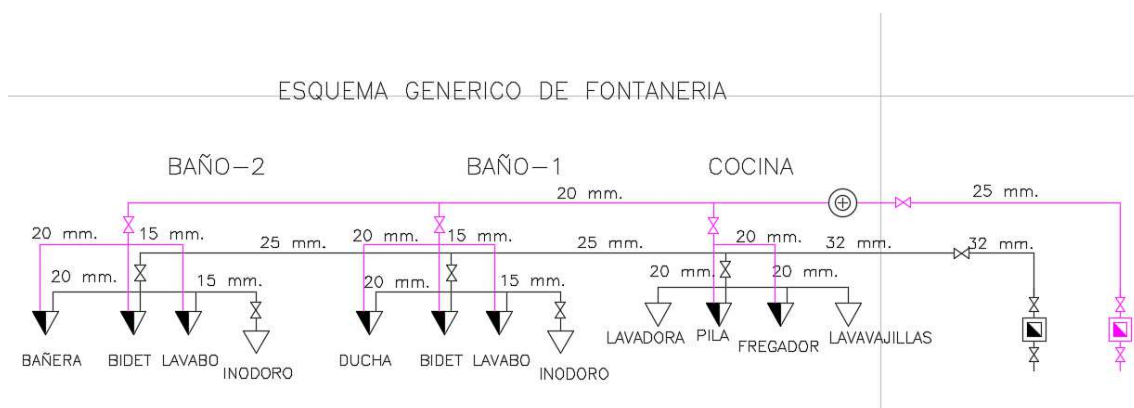 ESQUEMA GENERICO DE FONTANERIA
BAÑO-2 BAÑO-1 COCINA
20 mm. 25 mm.
20 mm. 15 mm. 25 mm. 20 mm. 15 mm. 25 mm. 20 mm. 32 mm. 32 mm.
20 mm. 15 mm. 20 mm. 15 mm. 20 mm. 20 mm.
BAÑERA BIDET LAVABO INODORO DUCHA BIDET LAVABO INODORO LAVADORA PILA FREGADOR LAVAVAJILLAS